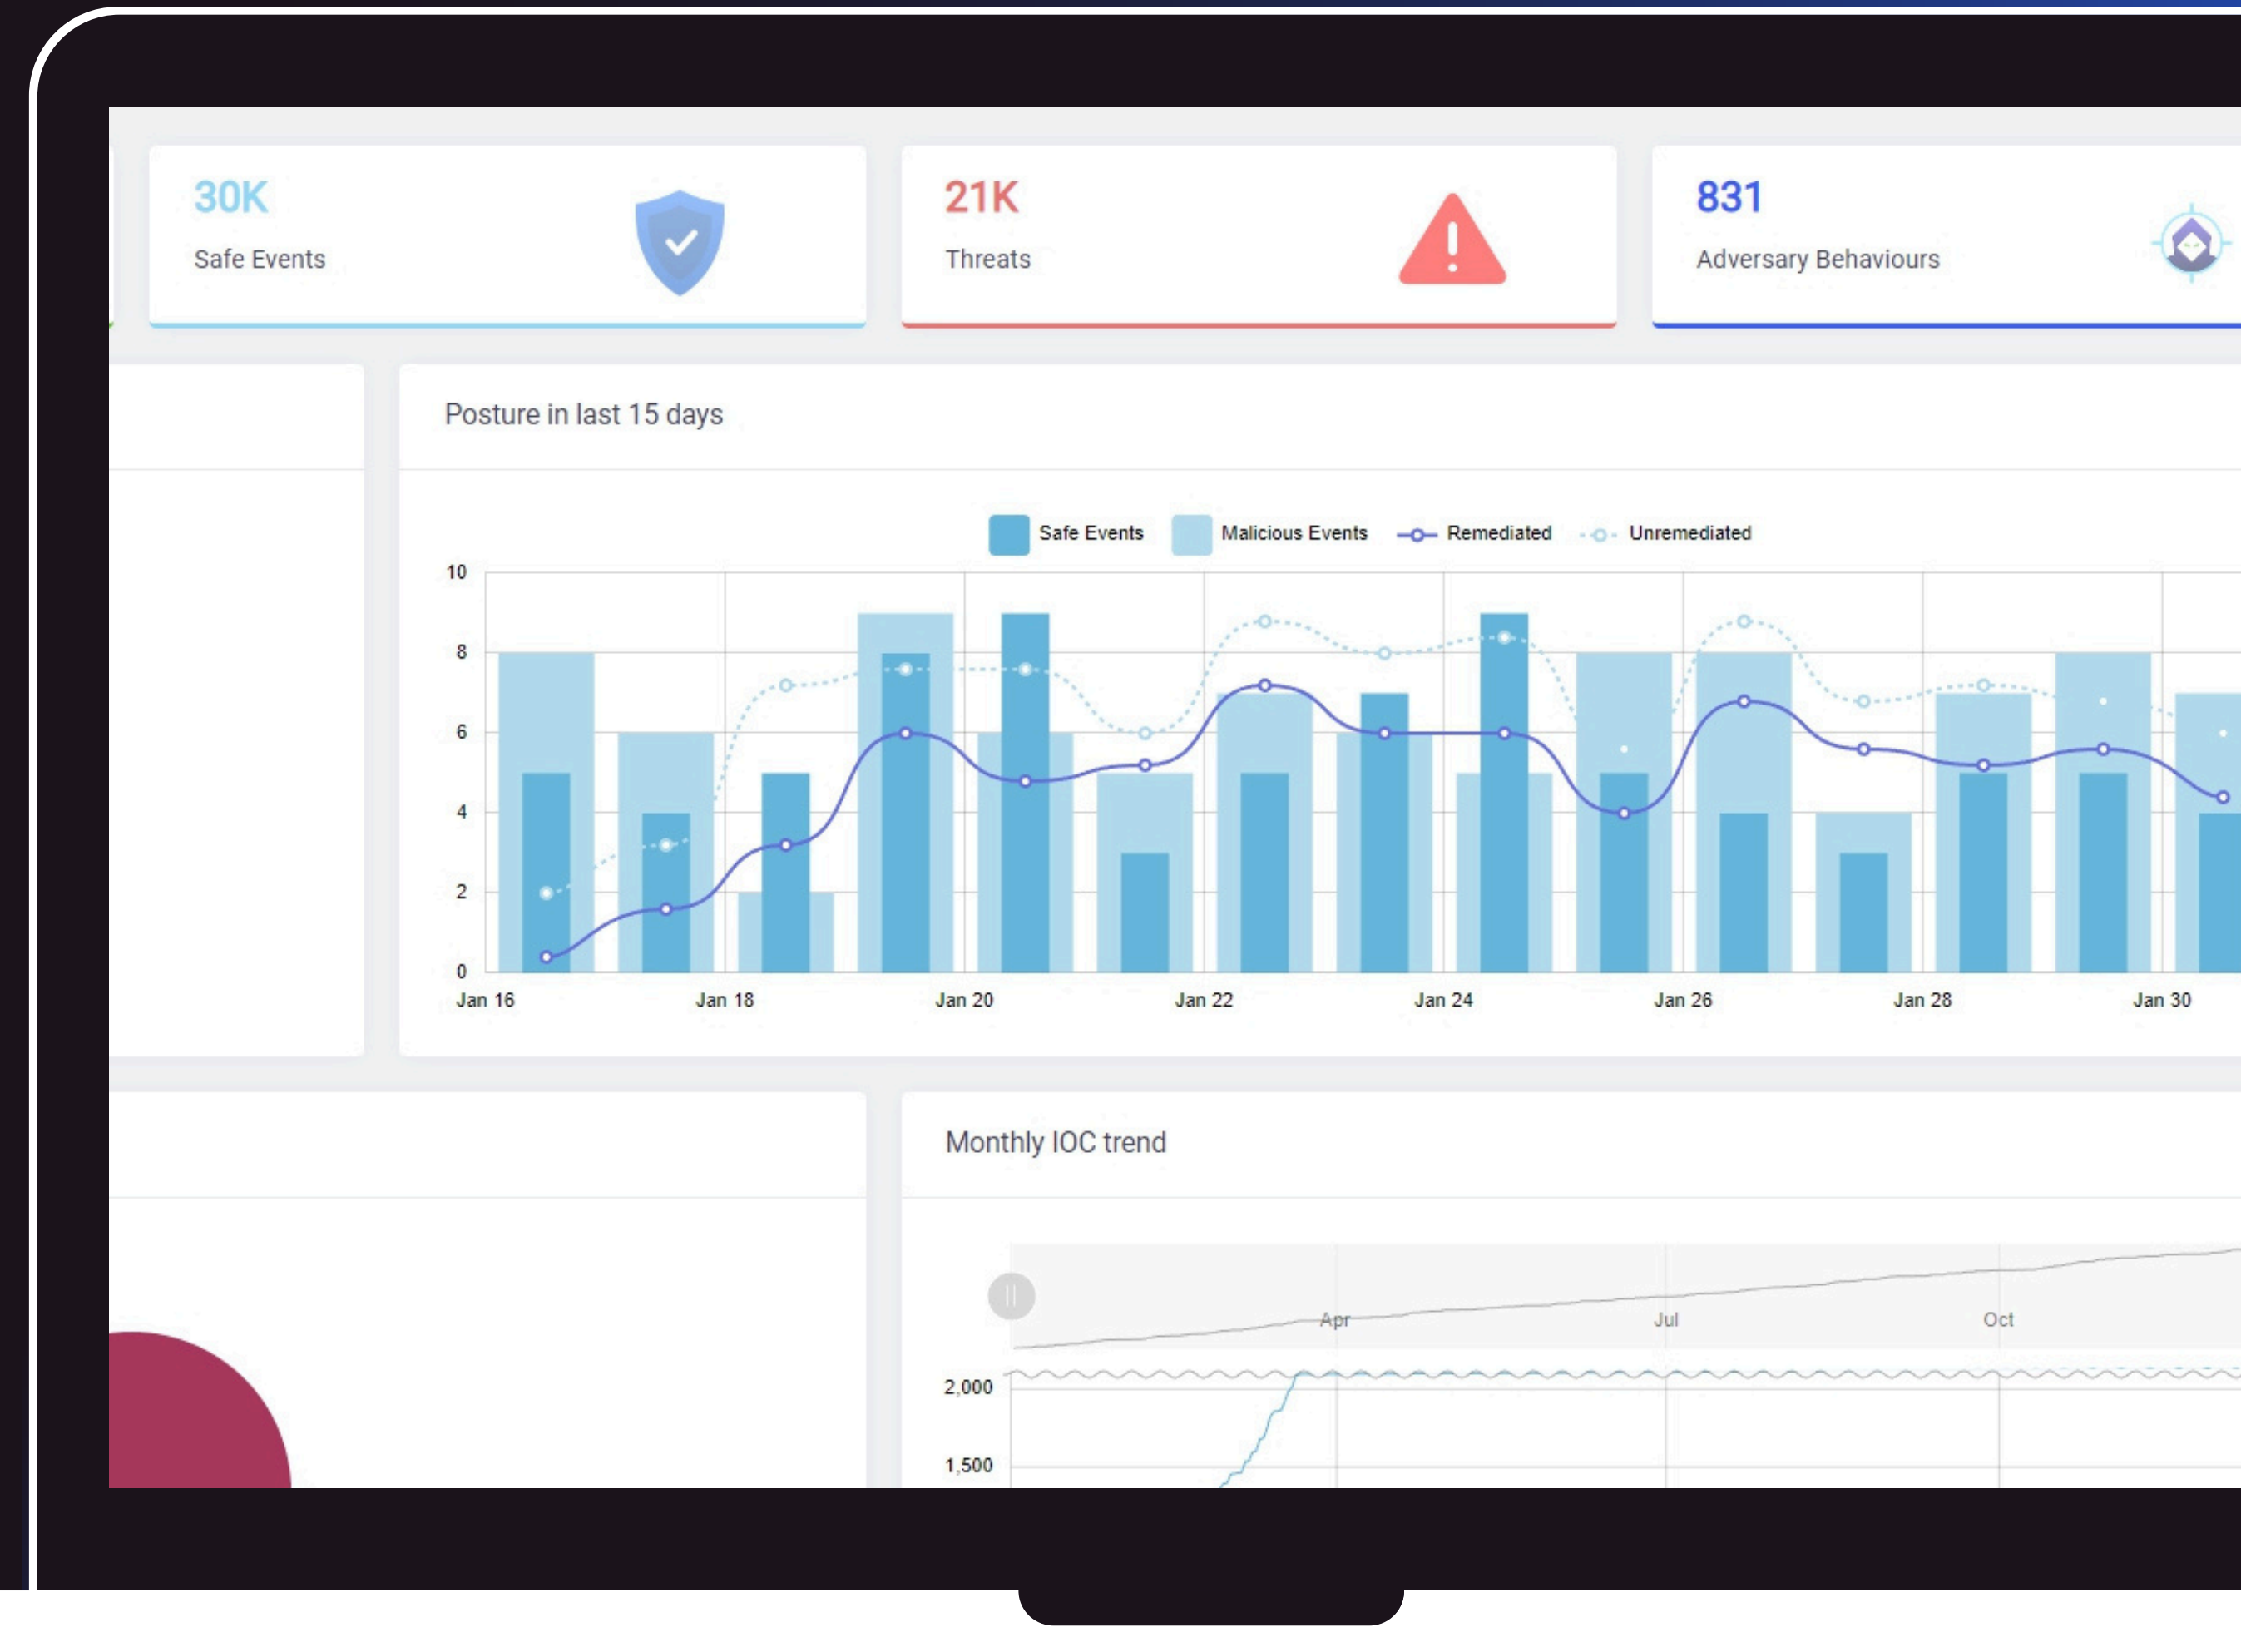 30K
Safe Events
21K
Threats
831
Adversary Behaviours
Posture in last 15 days
Safe Events Malicious Events Remediated Unremediated
10
8
6
4
2
0
Jan 16 Jan 18 Jan 20 Jan 22 Jan 24 Jan 26 Jan 28 Jan 30
Monthly IOC trend
Apr Jul Oct
2,000
1,500